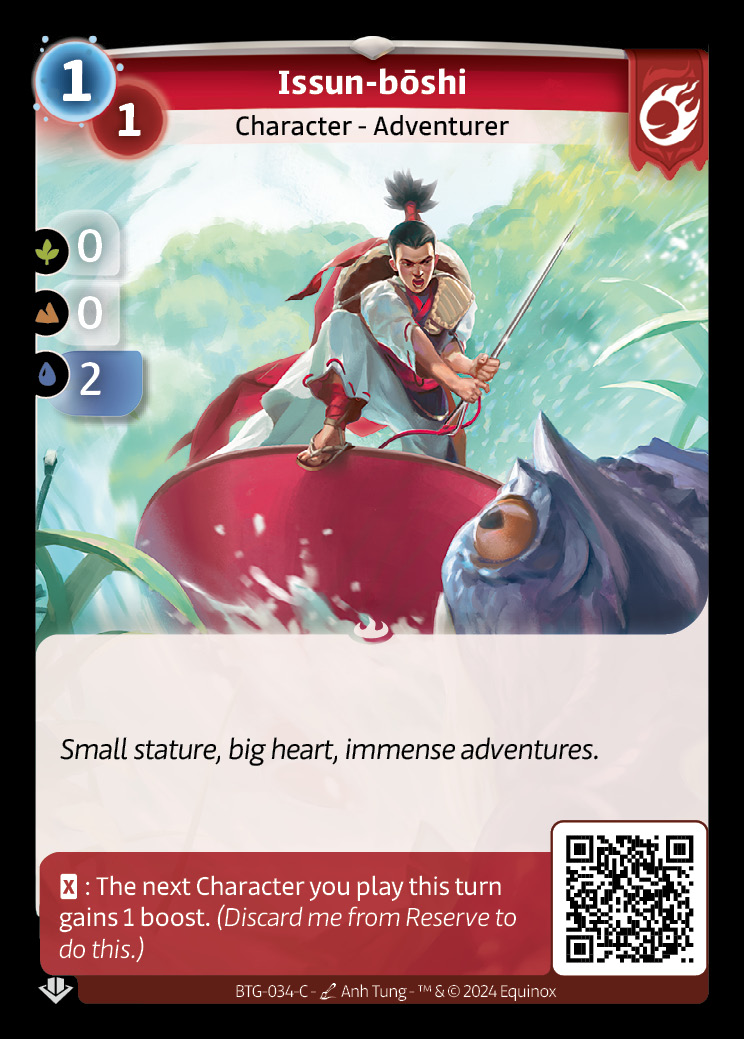 1
Issun-bōshi
1
Character - Adventurer
0
0
2
Small stature, big heart, immense adventures.
X : The next Character you play this turn
gains 1 boost. (Discard me from Reserve to
do this.)
BTG-034-C - Anh Tung - ™ & © 2024 Equinox